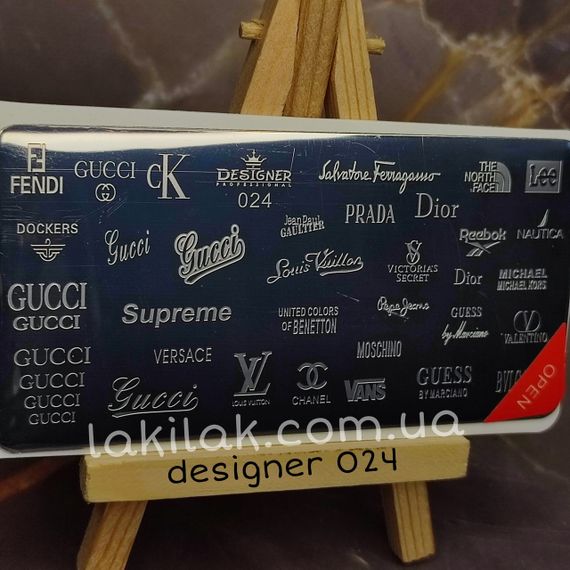 FENDI
GUCCI
CK
DESIGNER
PROFESSIONAL
024
Salvatore Ferragamo
THE
NORTH
FACE
Lee
DOCKERS
Gucci
Gucci
Jean Paul
GAULTIER
PRADA
Dior
Reebok
NAUTICA
Louis Vuitton
VICTORIA'S
SECRET
Dior
MICHAEL
MICHAEL KORS
GUCCI
GUCCI
Supreme
UNITED COLORS
OF BENETTON
Pepe Jeans
GUESS
by Marciano
VALENTINO
GUCCI
GUCCI
GUCCI
GUCCI
VERSACE
Gucci
LV
LOUIS VUITTON
CHANEL
MOSCHINO
VANS
GUESS
BY MARCIANO
OPEN
lakilak.com.ua
designer 024